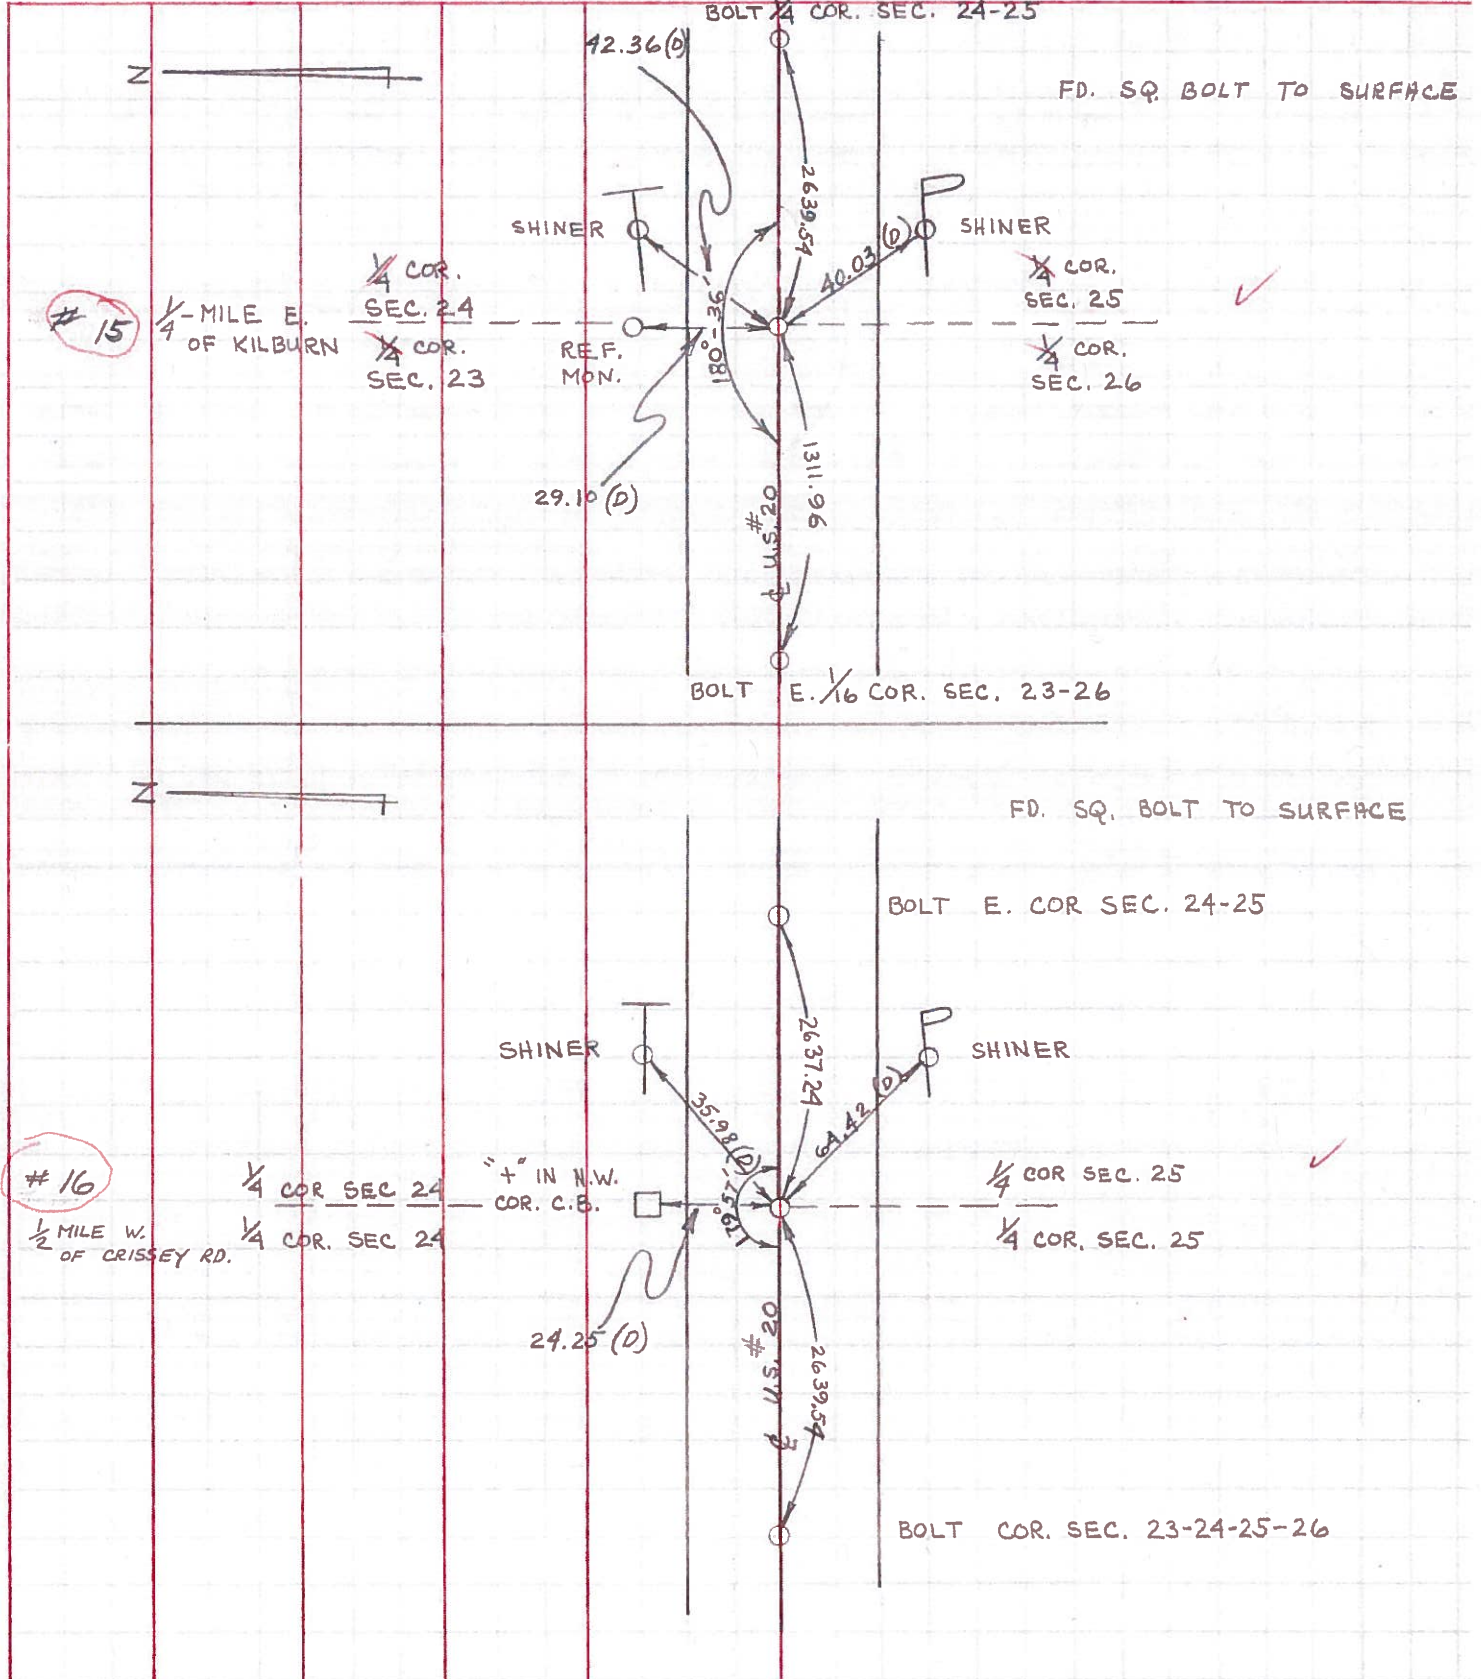 BOLT 1/4 COR. SEC. 24-25
42.36 (D)
N
FD. SQ. BOLT TO SURFACE
2639.54
SHINER
SHINER
40.03 (D)
1/4 COR.
SEC. 24
1/4 COR.
SEC. 25
# 15
1/4-MILE E.
OF KILBURN
1/4 COR.
SEC. 23
REF.
MON.
180°-36'
1/4 COR.
SEC. 26
29.10 (D)
1311.96
℄ U.S. # 20
BOLT E. 1/16 COR. SEC. 23-26
N
FD. SQ. BOLT TO SURFACE
BOLT E. COR SEC. 24-25
2637.24
SHINER
SHINER
35.98 (D)
64.42 (D)
# 16
1/2 MILE W.
OF CRISSEY RD.
1/4 COR SEC 24
1/4 COR. SEC 24
"+" IN N.W.
COR. C.B.
179°57'
1/4 COR SEC. 25
1/4 COR. SEC. 25
24.25 (D)
℄ U.S. # 20
2639.54
BOLT COR. SEC. 23-24-25-26